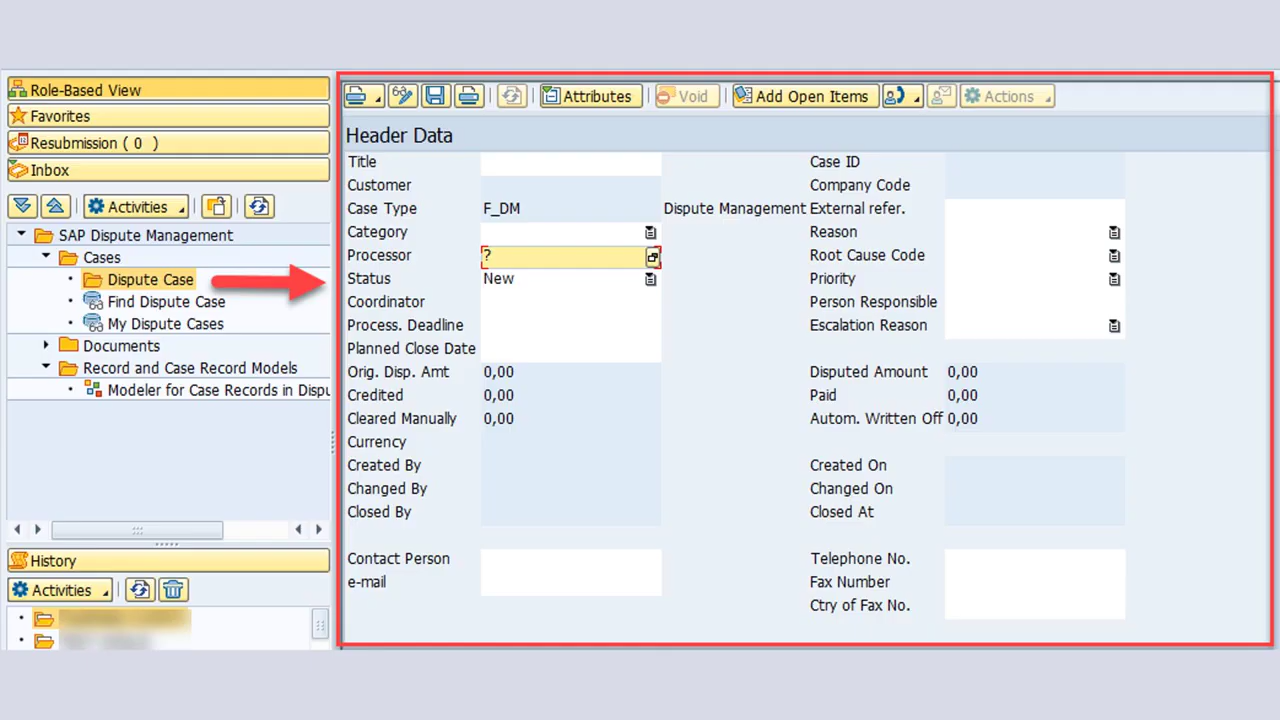 Role-Based View
Favorites
Resubmission ( 0 )
Inbox
Activities
SAP Dispute Management
Cases
Dispute Case
Find Dispute Case
My Dispute Cases
Documents
Record and Case Record Models
Modeler for Case Records in Dispu
History
Activities
Attributes Void Add Open Items Actions
Header Data
Title Case ID
Customer Company Code
Case Type F_DM Dispute Management External refer.
Category Reason
Processor ? Root Cause Code
Status New Priority
Coordinator Person Responsible
Process. Deadline Escalation Reason
Planned Close Date
Orig. Disp. Amt 0,00 Disputed Amount 0,00
Credited 0,00 Paid 0,00
Cleared Manually 0,00 Autom. Written Off 0,00
Currency
Created By Created On
Changed By Changed On
Closed By Closed At
Contact Person Telephone No.
e-mail Fax Number
Ctry of Fax No.